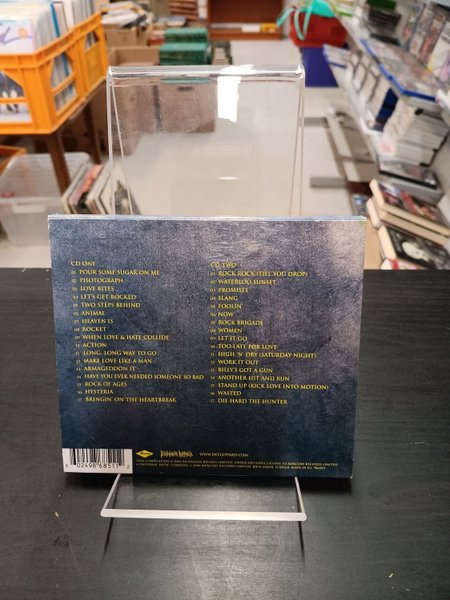 CD ONE
01 POUR SOME SUGAR ON ME
02 PHOTOGRAPH
03 LOVE BITES
04 LET'S GET ROCKED
05 TWO STEPS BEHIND
06 ANIMAL
07 HEAVEN IS
08 ROCKET
09 WHEN LOVE & HATE COLLIDE
10 ACTION
11 LONG, LONG WAY TO GO
12 MAKE LOVE LIKE A MAN
13 ARMAGEDDON IT
14 HAVE YOU EVER NEEDED SOMEONE SO BAD
15 ROCK OF AGES
16 HYSTERIA
17 BRINGIN' ON THE HEARTBREAK
CD TWO
01 ROCK ROCK (TILL YOU DROP)
02 WATERLOO SUNSET
03 PROMISES
04 SLANG
05 FOOLIN'
06 NOW
07 ROCK BRIGADE
08 WOMEN
09 LET IT GO
10 TOO LATE FOR LOVE
11 HIGH 'N' DRY (SATURDAY NIGHT)
12 WORK IT OUT
13 BILLY'S GOT A GUN
14 ANOTHER HIT AND RUN
15 STAND UP (KICK LOVE INTO MOTION)
16 WASTED
17 DIE HARD THE HUNTER
WWW.DEFLEPPARD.COM
6 02498 68511 2